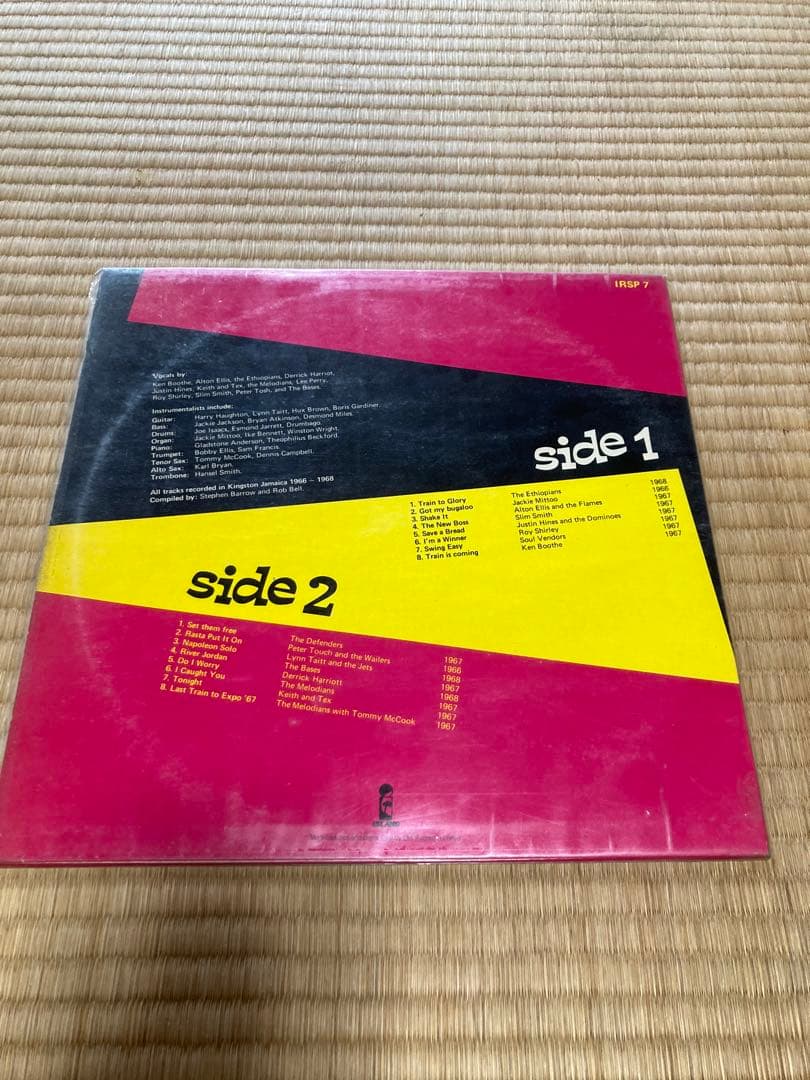 IRSP 7
Vocals by:
Ken Boothe, Alton Ellis, the Ethiopians, Derrick Harriot,
Justin Hines, Keith and Tex, the Melodians, Lee Perry,
Roy Shirley, Slim Smith, Peter Tosh, and The Bases.
Instrumentalists include:
Guitar: Harry Haughton, Lynn Taitt, Hux Brown, Boris Gardiner.
Bass: Jackie Jackson, Bryan Atkinson, Desmond Miles.
Drums: Joe Isaacs, Esmond Jarrett, Drumbago.
Organ: Jackie Mittoo, Ike Bennett, Winston Wright.
Piano: Gladstone Anderson, Theophilius Beckford.
Trumpet: Bobby Ellis, Sam Francis.
Tenor Sax: Tommy McCook, Dennis Campbell.
Alto Sax: Karl Bryan.
Trombone: Hansel Smith.
All tracks recorded in Kingston Jamaica 1966 – 1968
Compiled by: Stephen Barrow and Rob Bell.
side 1
1. Train to Glory The Ethiopians 1968
2. Got my bugaloo Jackie Mittoo 1966
3. Shake It Alton Ellis and the Flames 1967
4. The New Boss Slim Smith 1967
5. Save a Bread Justin Hines and the Dominoes 1967
6. I'm a Winner Roy Shirley 1967
7. Swing Easy Soul Vendors 1967
8. Train is coming Ken Boothe 1967
side 2
1. Set them free The Defenders 1967
2. Rasta Put It On Peter Touch and the Wailers 1966
3. Napoleon Solo Lynn Taitt and the Jets 1968
4. River Jordan The Bases 1967
5. Do I Worry Derrick Harriott 1968
6. I Caught You The Melodians 1967
7. Tonight Keith and Tex 1967
8. Last Train to Expo '67 The Melodians with Tommy McCook 1967
ISLAND